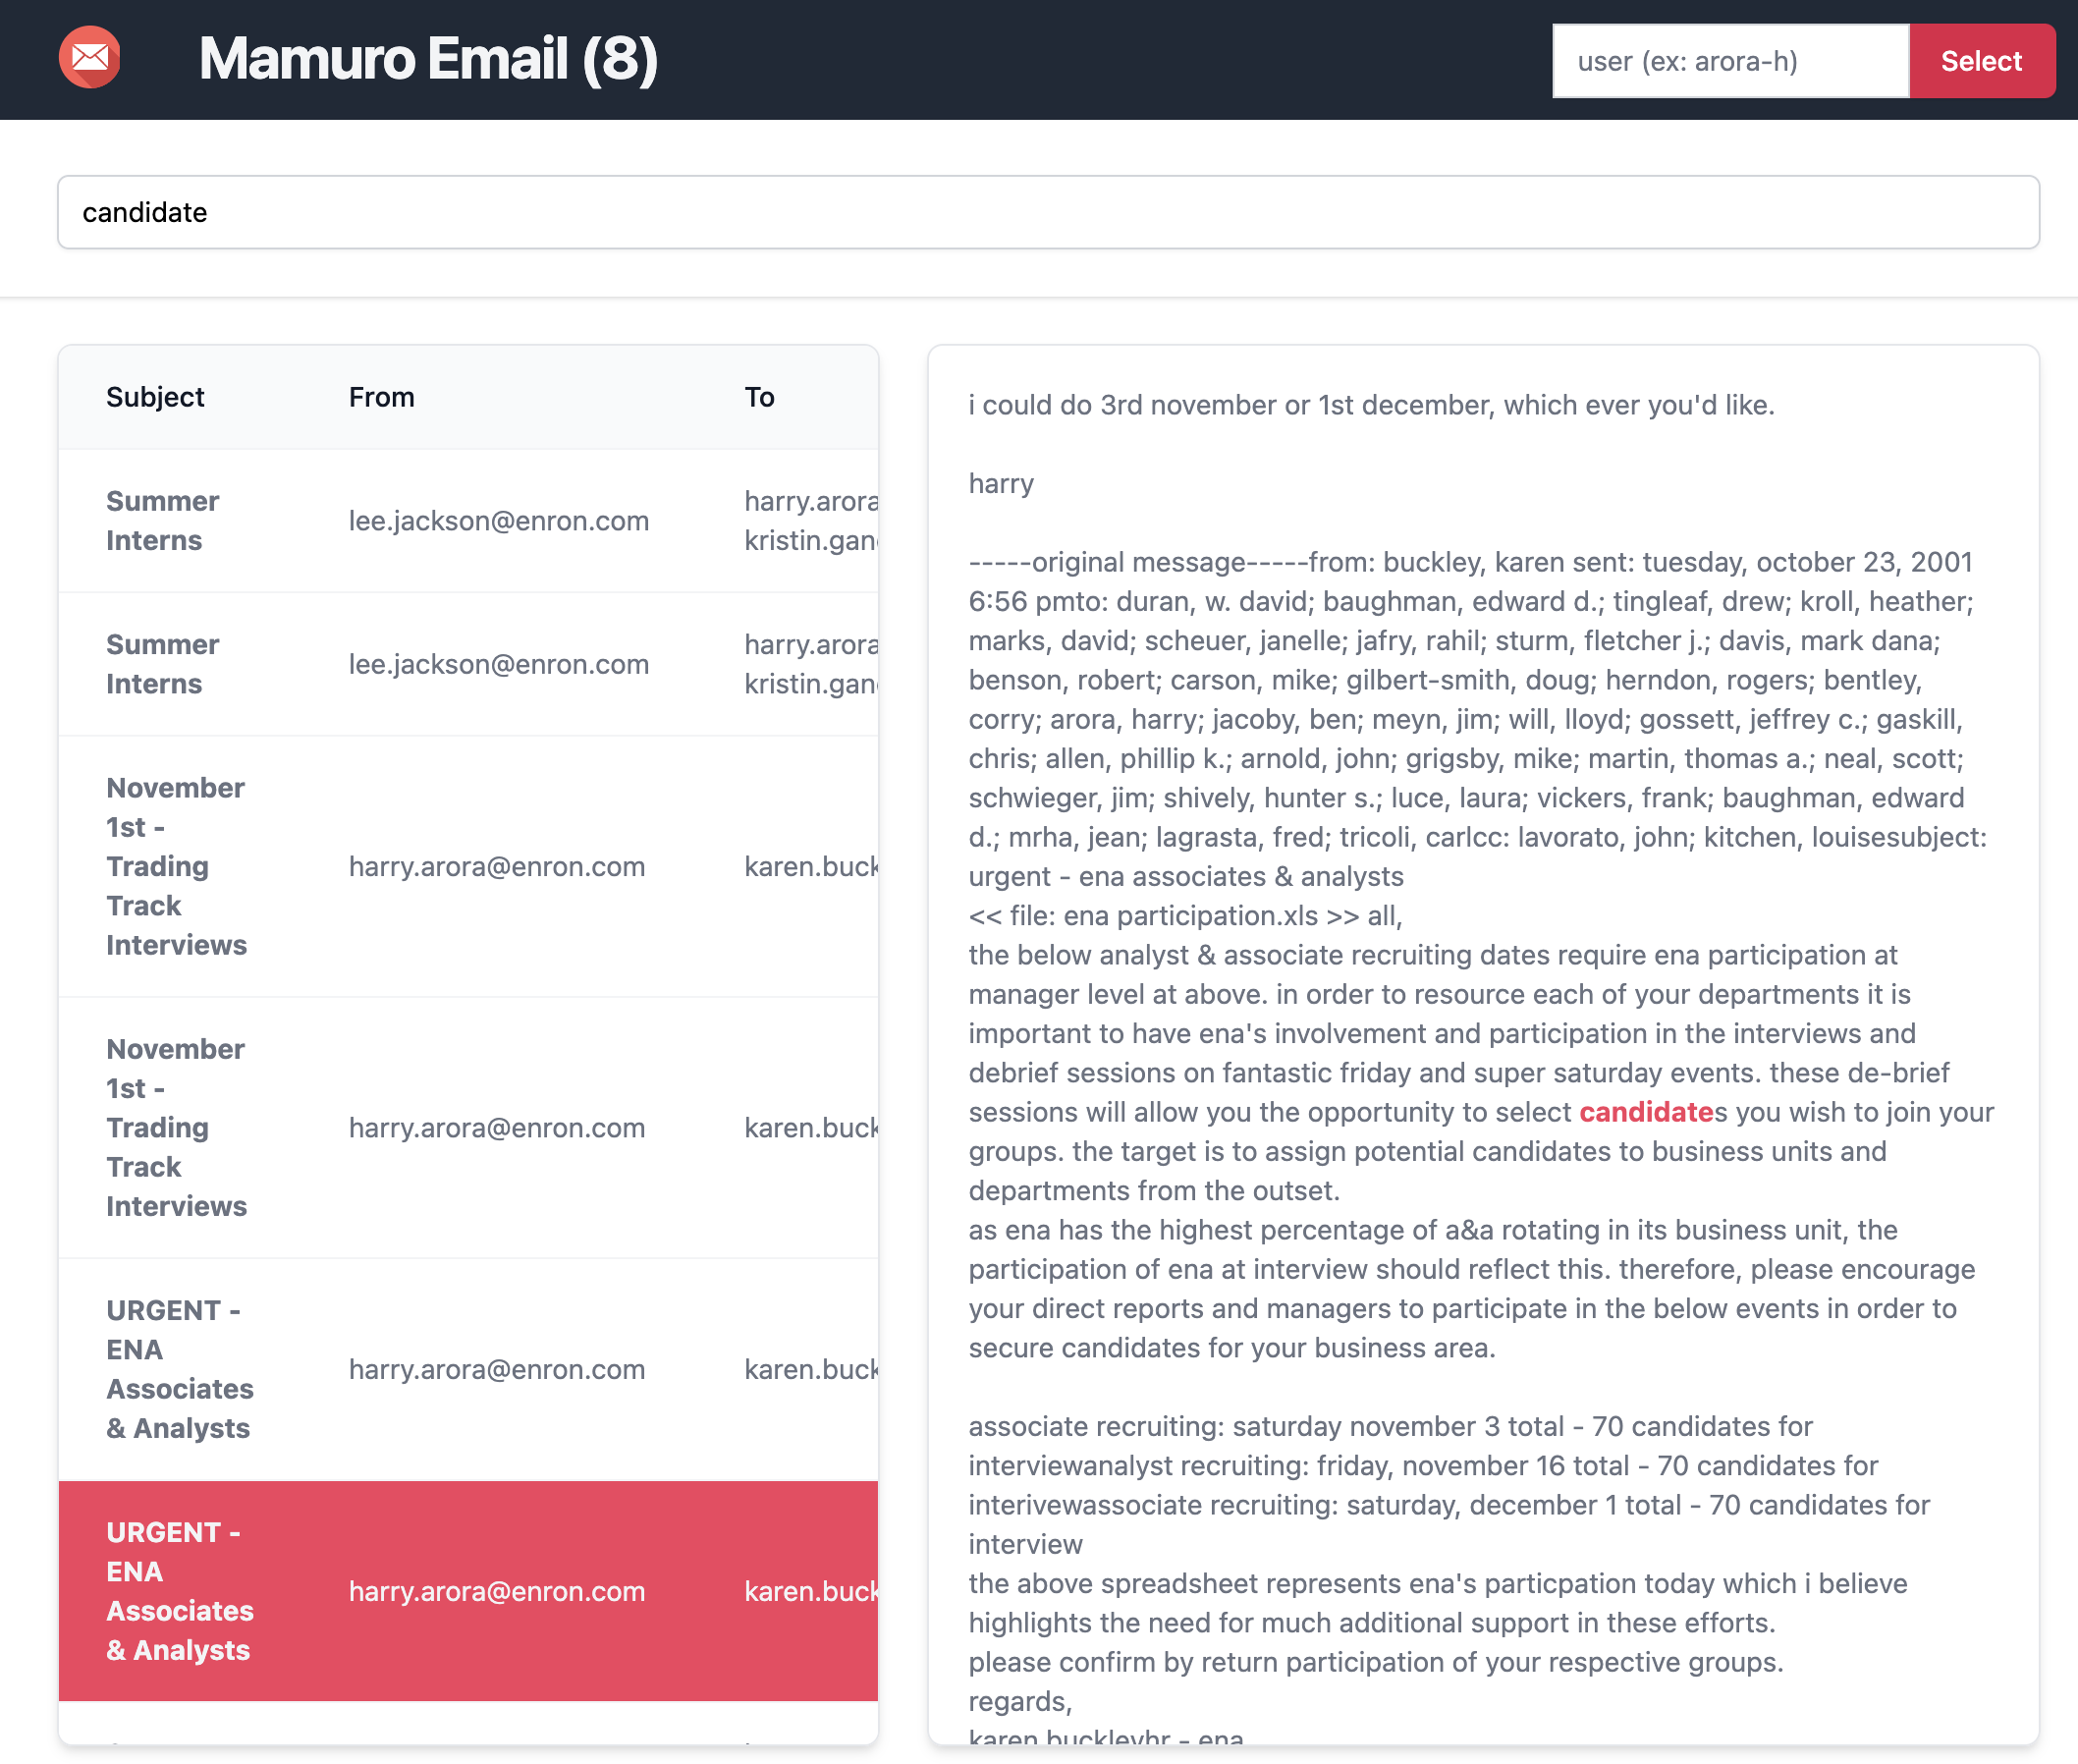 Mamuro Email (8)
user (ex: arora-h)
Select
candidate
Subject From To
Summer
Interns
lee.jackson@enron.com
harry.arora
kristin.gan
Summer
Interns
lee.jackson@enron.com
harry.arora
kristin.gan
November
1st -
Trading
Track
Interviews
harry.arora@enron.com
karen.buck
November
1st -
Trading
Track
Interviews
harry.arora@enron.com
karen.buck
URGENT -
ENA
Associates
& Analysts
harry.arora@enron.com
karen.buck
URGENT -
ENA
Associates
& Analysts
harry.arora@enron.com
karen.buck
i could do 3rd november or 1st december, which ever you'd like.
harry
-----original message-----from: buckley, karen sent: tuesday, october 23, 2001
6:56 pmto: duran, w. david; baughman, edward d.; tingleaf, drew; kroll, heather;
marks, david; scheuer, janelle; jafry, rahil; sturm, fletcher j.; davis, mark dana;
benson, robert; carson, mike; gilbert-smith, doug; herndon, rogers; bentley,
corry; arora, harry; jacoby, ben; meyn, jim; will, lloyd; gossett, jeffrey c.; gaskill,
chris; allen, phillip k.; arnold, john; grigsby, mike; martin, thomas a.; neal, scott;
schwieger, jim; shively, hunter s.; luce, laura; vickers, frank; baughman, edward
d.; mrha, jean; lagrasta, fred; tricoli, carlcc: lavorato, john; kitchen, louisesubject:
urgent - ena associates & analysts
<< file: ena participation.xls >> all,
the below analyst & associate recruiting dates require ena participation at
manager level at above. in order to resource each of your departments it is
important to have ena's involvement and participation in the interviews and
debrief sessions on fantastic friday and super saturday events. these de-brief
sessions will allow you the opportunity to select candidates you wish to join your
groups. the target is to assign potential candidates to business units and
departments from the outset.
as ena has the highest percentage of a&a rotating in its business unit, the
participation of ena at interview should reflect this. therefore, please encourage
your direct reports and managers to participate in the below events in order to
secure candidates for your business area.
associate recruiting: saturday november 3 total - 70 candidates for
interviewanalyst recruiting: friday, november 16 total - 70 candidates for
interivewassociate recruiting: saturday, december 1 total - 70 candidates for
interview
the above spreadsheet represents ena's particpation today which i believe
highlights the need for much additional support in these efforts.
please confirm by return participation of your respective groups.
regards,
karen buckleyhr - ena